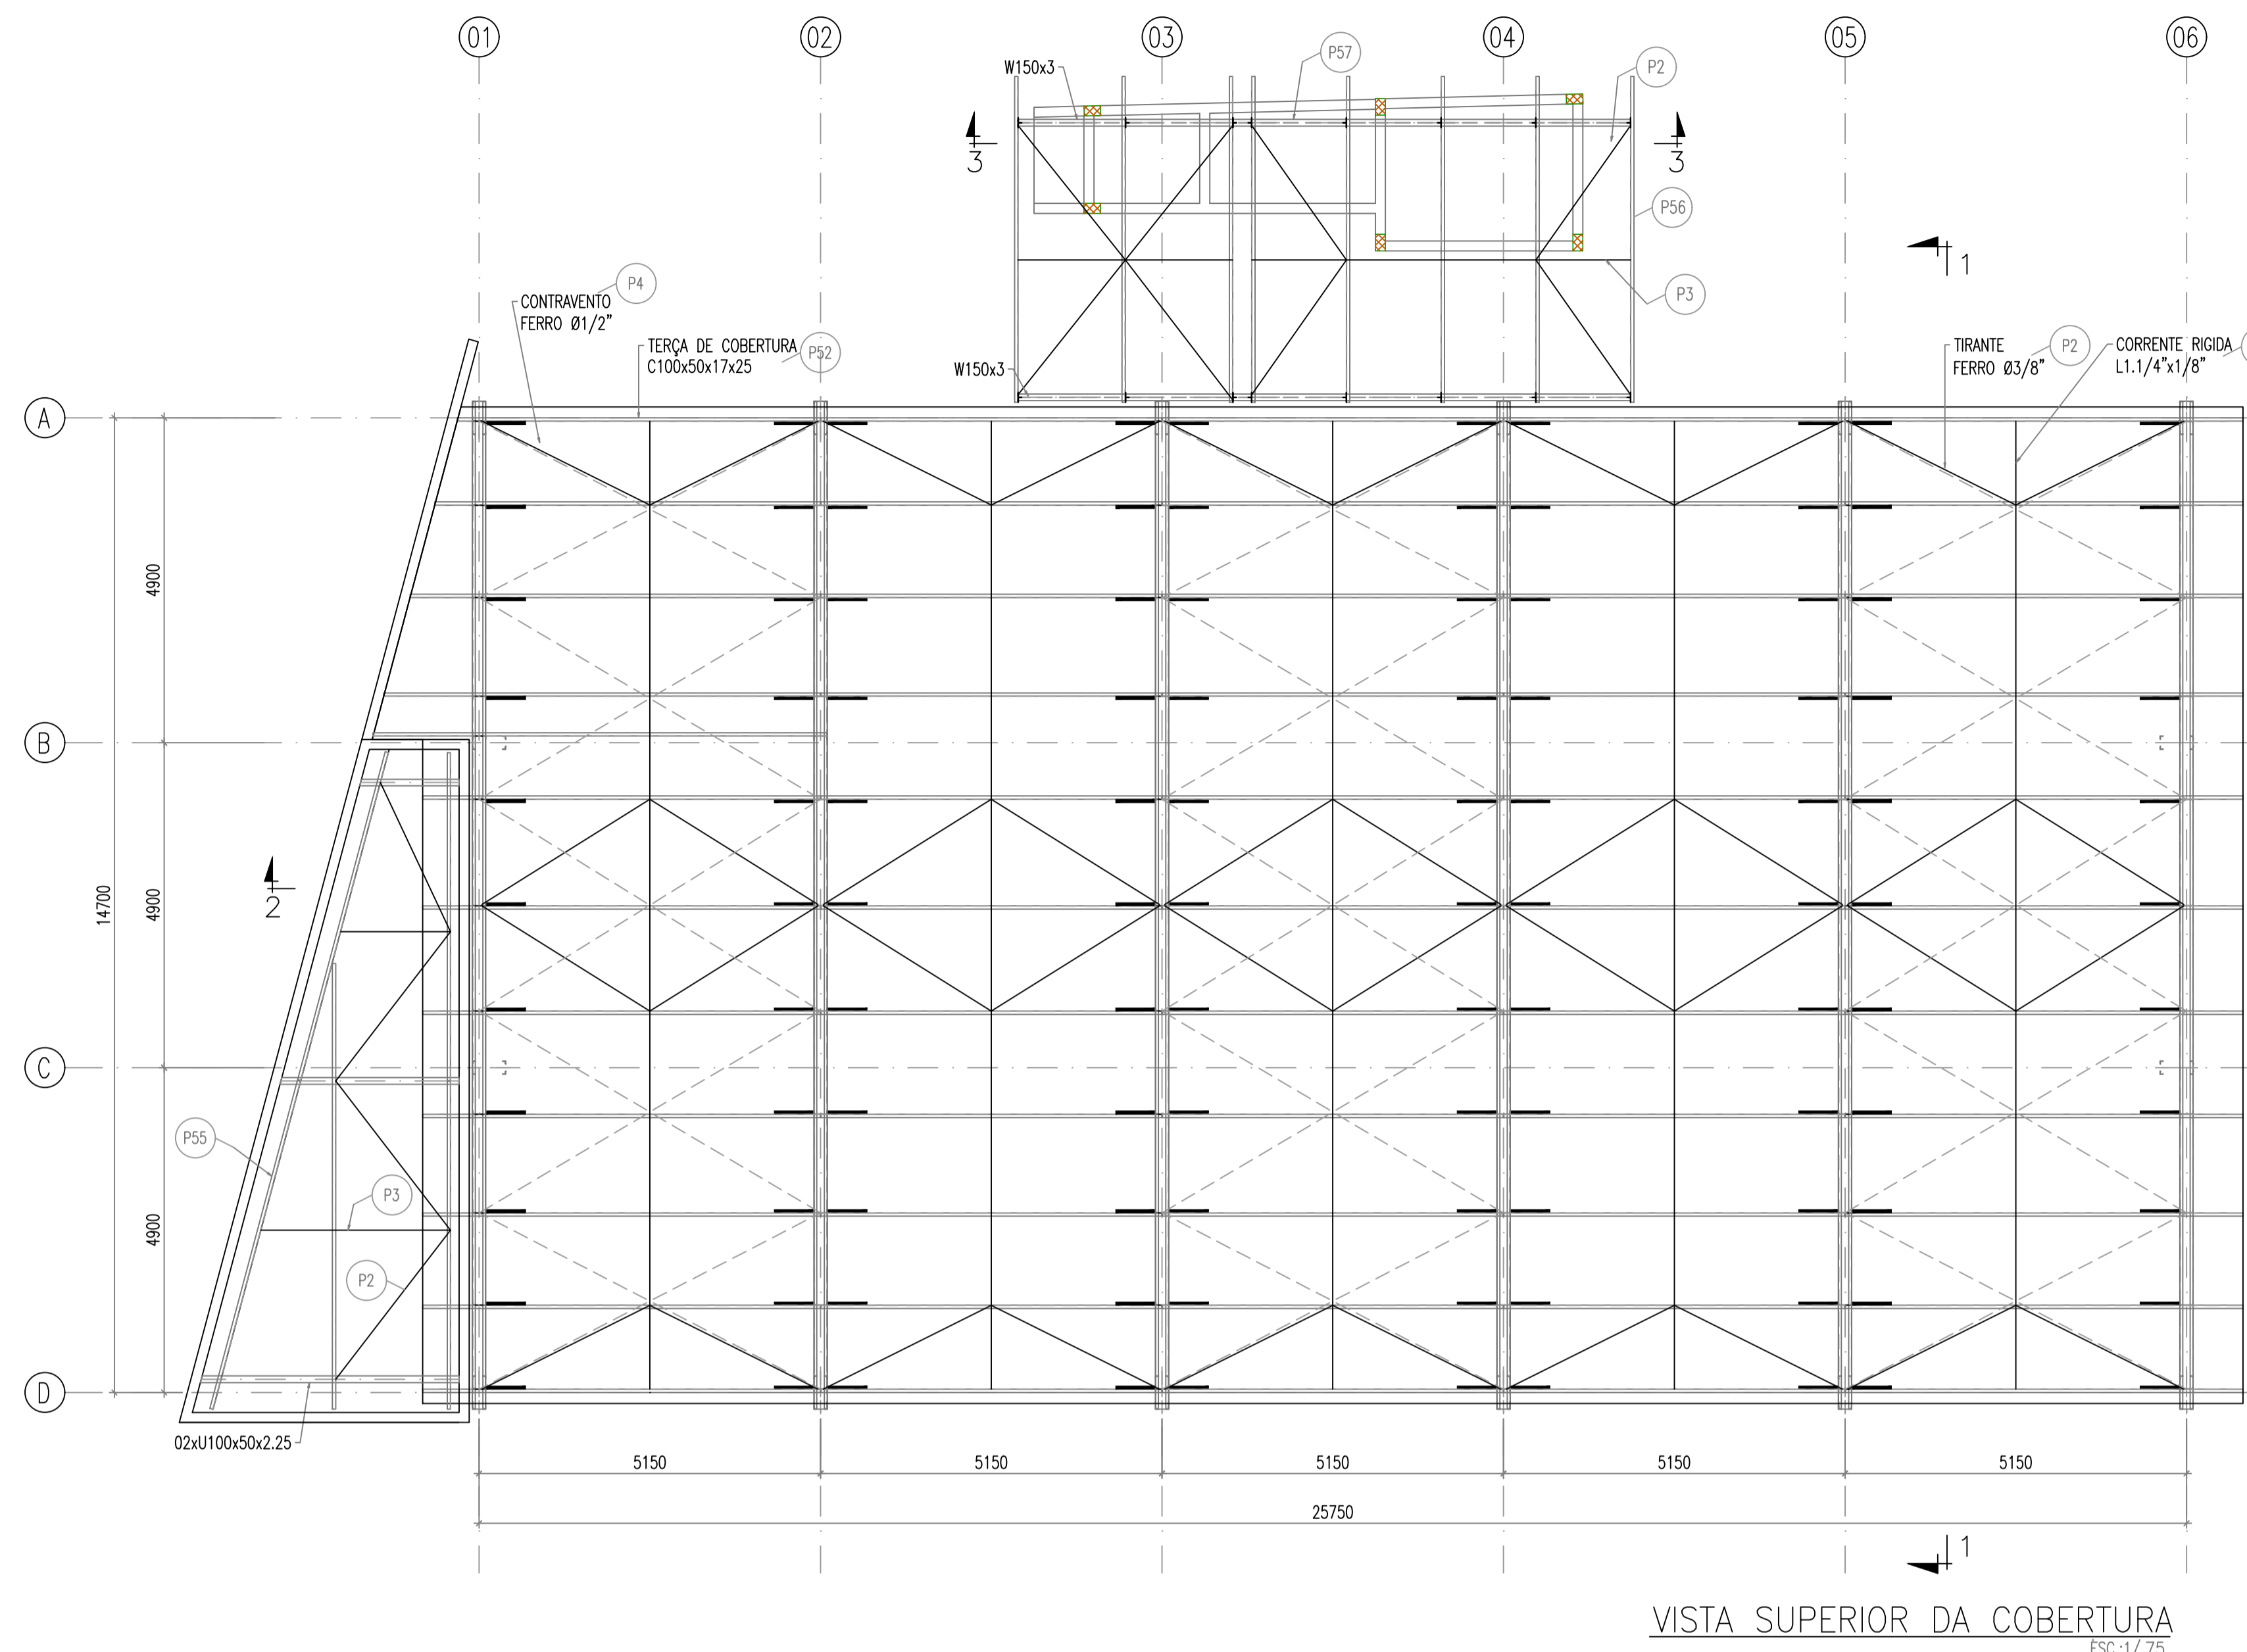 01
02
03
04
05
06
W150x3
P57
P2
3
3
P56
P4
CONTRAVENTO
FERRO Ø1/2”
P3
1
TERÇA DE COBERTURA
C100x50x17x25
P52
W150x3
TIRANTE
FERRO Ø3/8”
P2
CORRENTE RIGIDA
L1.1/4”x1/8”
A
4900
B
14700
4900
2
C
P55
P3
4900
P2
D
02xU100x50x2.25
5150
5150
5150
5150
5150
25750
1
VISTA SUPERIOR DA COBERTURA
ESC.:1/75